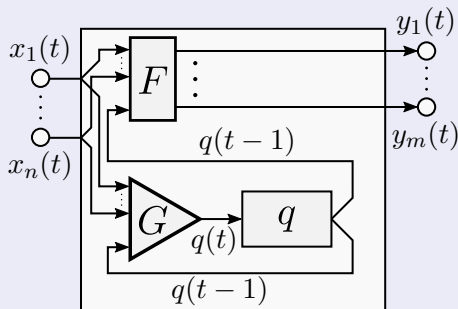 x₁(t)
y₁(t)
F
xₙ(t)
yₘ(t)
q(t − 1)
G
q
q(t)
q(t − 1)